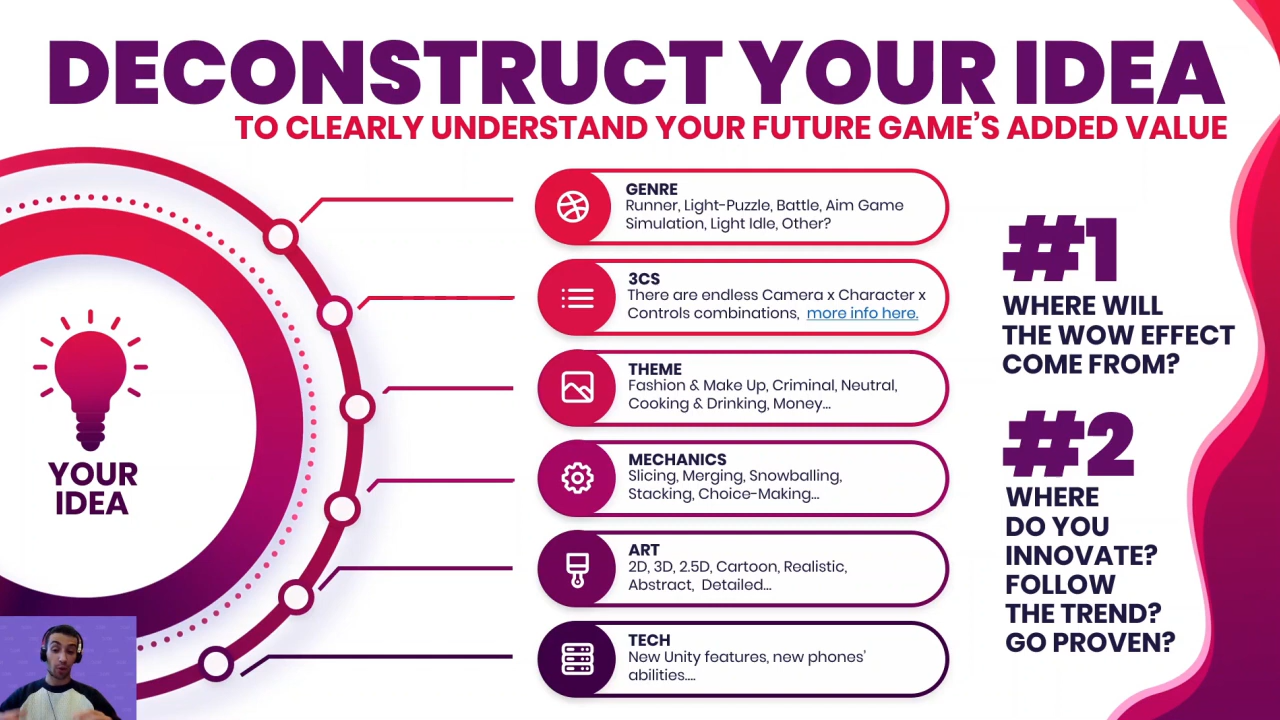 DECONSTRUCT YOUR IDEA
TO CLEARLY UNDERSTAND YOUR FUTURE GAME'S ADDED VALUE
YOUR
IDEA
GENRE
Runner, Light-Puzzle, Battle, Aim Game
Simulation, Light Idle, Other?
3CS
There are endless Camera x Character x
Controls combinations, more info here.
THEME
Fashion & Make Up, Criminal, Neutral,
Cooking & Drinking, Money...
MECHANICS
Slicing, Merging, Snowballing,
Stacking, Choice-Making...
ART
2D, 3D, 2.5D, Cartoon, Realistic,
Abstract, Detailed...
TECH
New Unity features, new phones'
abilities....
#1
WHERE WILL
THE WOW EFFECT
COME FROM?
#2
WHERE
DO YOU
INNOVATE?
FOLLOW
THE TREND?
GO PROVEN?